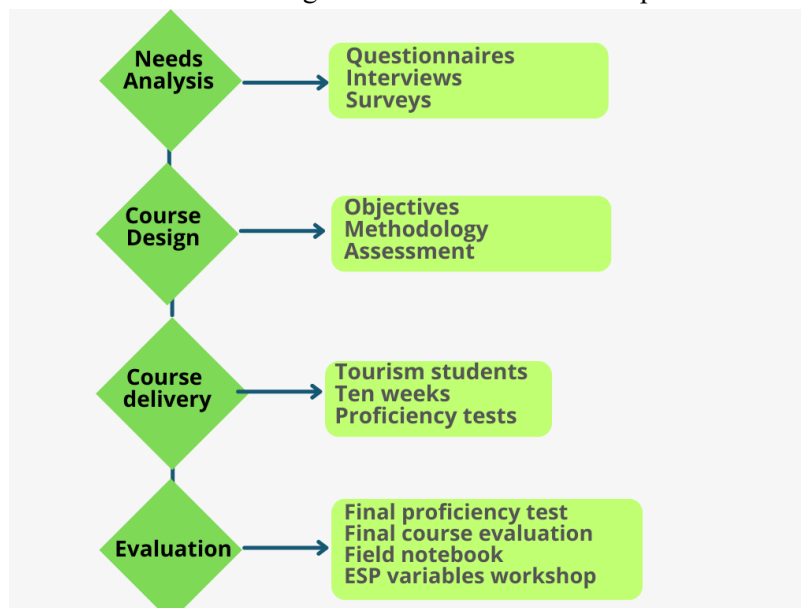 Needs
Analysis
Questionnaires
Interviews
Surveys
Course
Design
Objectives
Methodology
Assessment
Course
delivery
Tourism students
Ten weeks
Proficiency tests
Evaluation
Final proficiency test
Final course evaluation
Field notebook
ESP variables workshop